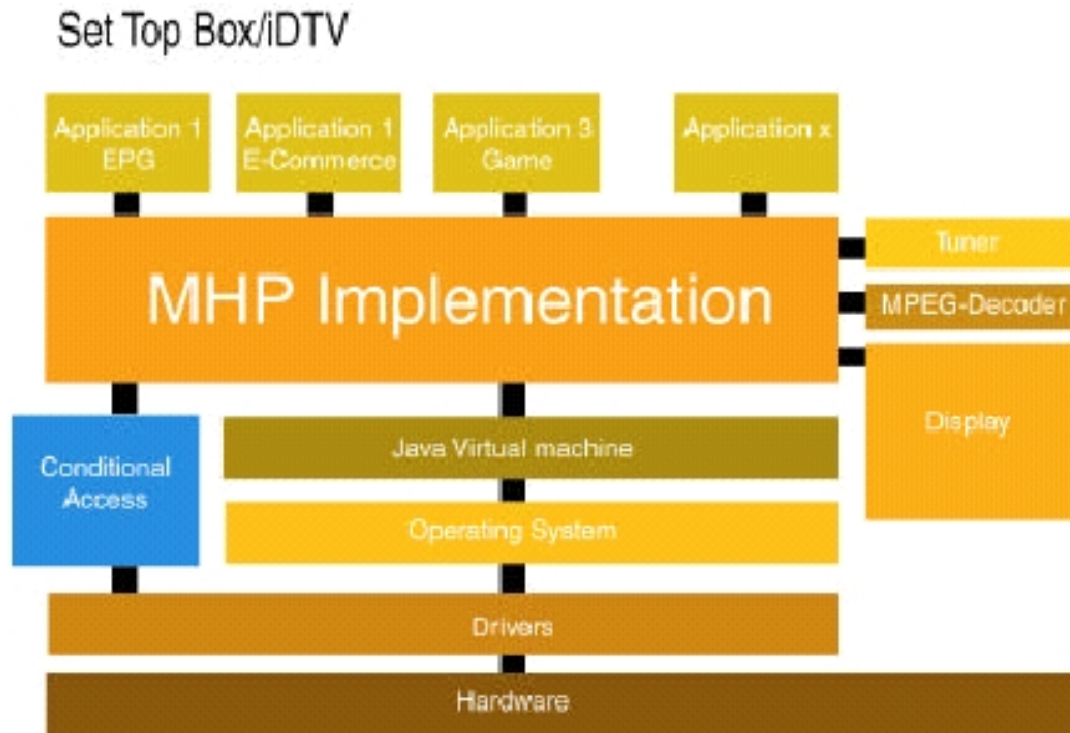 Set Top Box/iDTV
Application 1
EPG
Application 1
E-Commerce
Application 3
Game
Application x
MHP Implementation
Tuner
MPEG-Decoder
Display
Conditional
Access
Java Virtual machine
Operating System
Drivers
Hardware